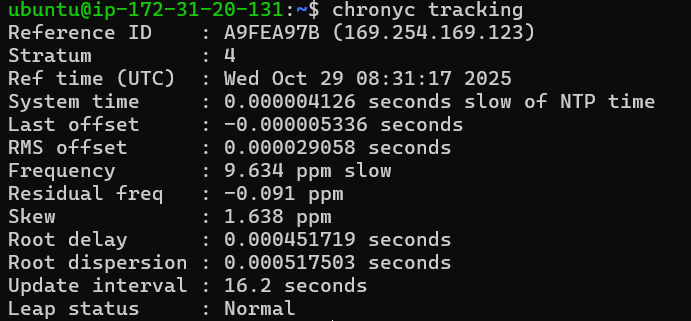 ubuntu@ip-172-31-20-131:~$ chronyc tracking
Reference ID    : A9FEA97B (169.254.169.123)
Stratum         : 4
Ref time (UTC)  : Wed Oct 29 08:31:17 2025
System time     : 0.000004126 seconds slow of NTP time
Last offset     : -0.000005336 seconds
RMS offset      : 0.000029058 seconds
Frequency       : 9.634 ppm slow
Residual freq   : -0.091 ppm
Skew            : 1.638 ppm
Root delay      : 0.000451719 seconds
Root dispersion : 0.000517503 seconds
Update interval : 16.2 seconds
Leap status     : Normal